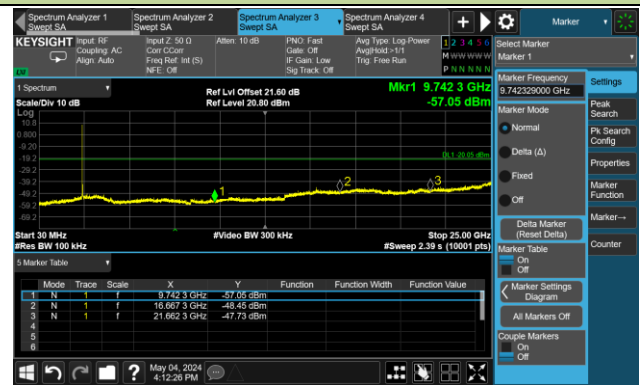 Spectrum Analyzer 1
Swept SA
Spectrum Analyzer 2
Swept SA
Spectrum Analyzer 3
Swept SA
Spectrum Analyzer 4
Swept SA
Marker
KEYSIGHT
Input: RF
Coupling: AC
Align: Auto
Input Z: 50 Ω
Corr CCorr
Freq Ref: Int (S)
NFE: Off
Atten: 10 dB
PNO: Fast
Gate: Off
IF Gain: Low
Sig Track: Off
Avg Type: Log-Power
Avg|Hold:>1/1
Trig: Free Run
1 2 3 4 5 6
M W W W W W
P N N N N N
Select Marker
Marker 1
1 Spectrum
Scale/Div 10 dB
Log
Ref Lvl Offset 21.60 dB
Ref Level 20.80 dBm
Mkr1 9.742 3 GHz
-57.05 dBm
10.8
0.800
-9.20
-19.2
-29.2
-39.2
-49.2
-59.2
-69.2
DL1 -20.05 dBm
1
2
3
Start 30 MHz
#Res BW 100 kHz
#Video BW 300 kHz
Stop 25.00 GHz
#Sweep 2.39 s (10001 pts)
5 Marker Table
Mode Trace Scale X Y Function Function Width Function Value
1 N 1 f 9.742 3 GHz -57.05 dBm
2 N 1 f 16.667 3 GHz -48.45 dBm
3 N 1 f 21.662 3 GHz -47.73 dBm
4
5
6
Marker Frequency
9.742329000 GHz
Marker Mode
Normal
Delta (Δ)
Fixed
Off
Delta Marker
(Reset Delta)
Marker Table
On
Off
Marker Settings
Diagram
All Markers Off
Couple Markers
On
Off
Settings
Peak
Search
Pk Search
Config
Properties
Marker
Function
Marker→
Counter
?
May 04, 2024
4:12:26 PM